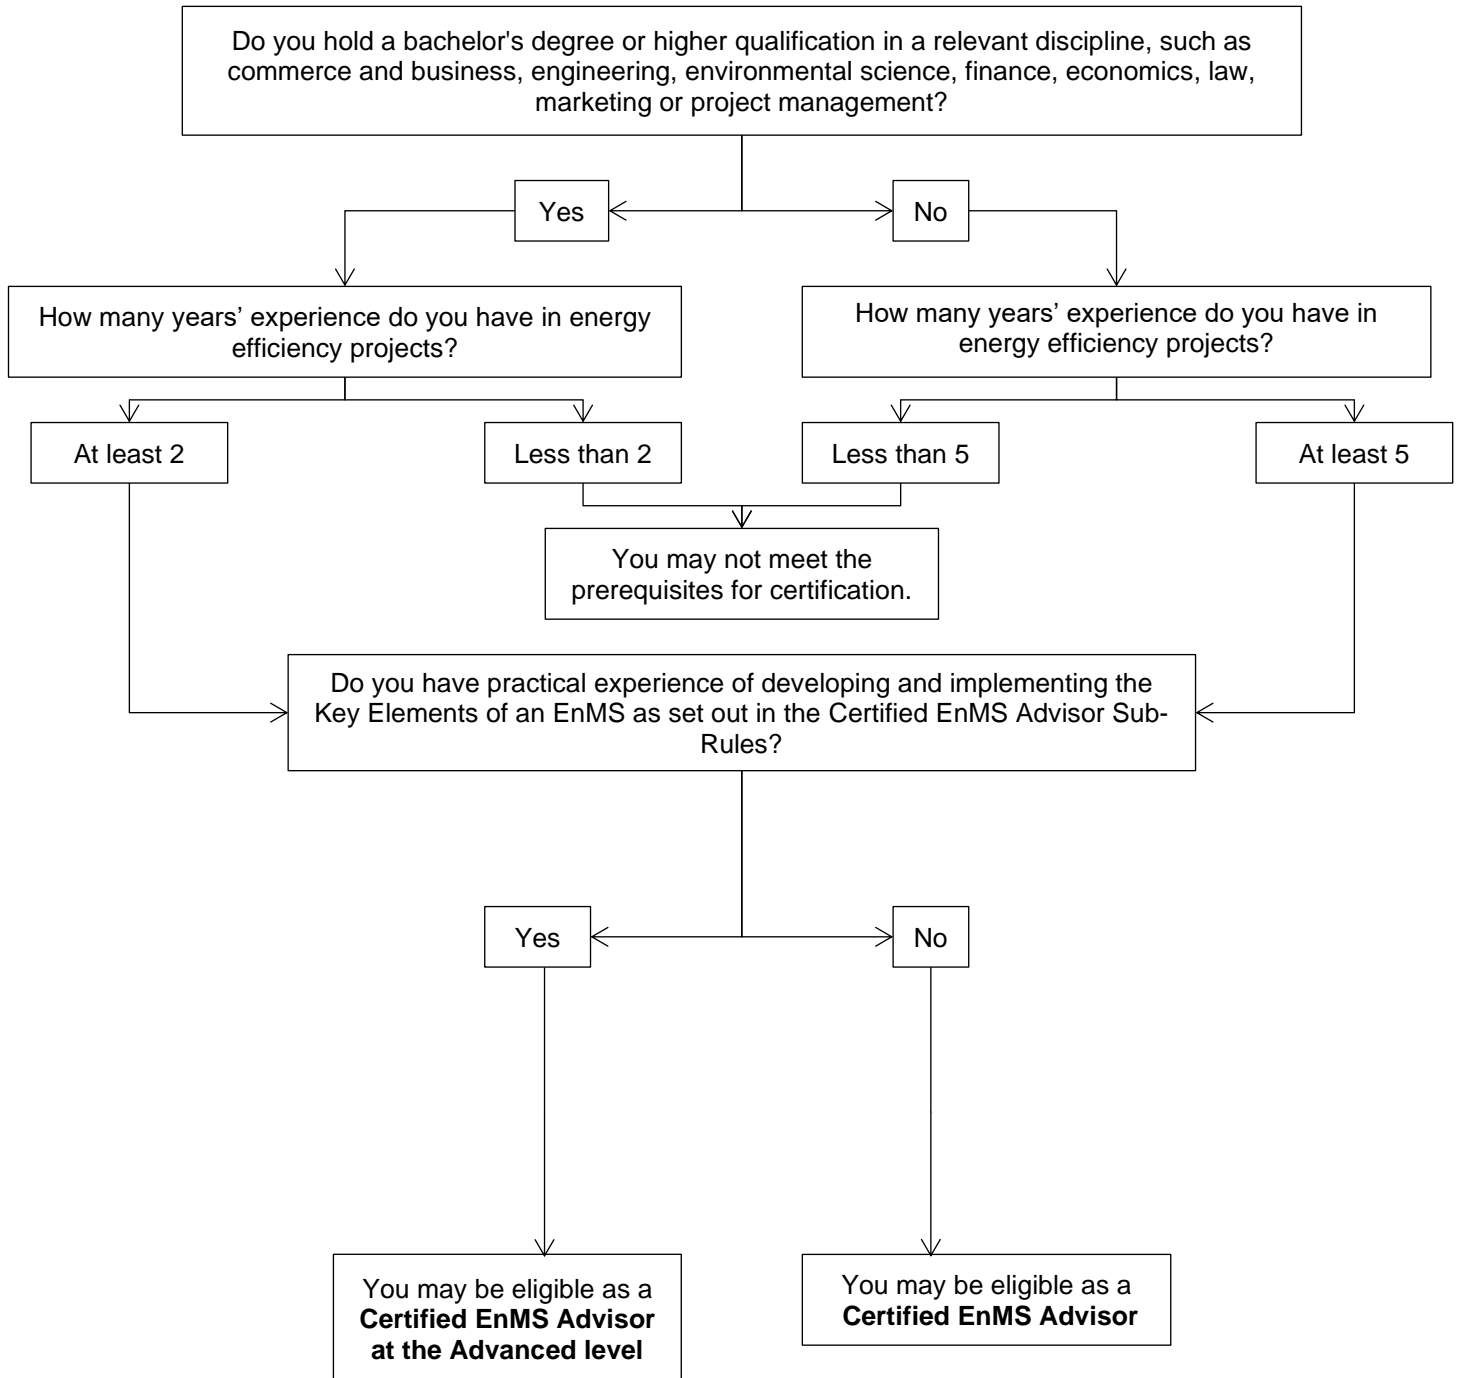 Do you hold a bachelor's degree or higher qualification in a relevant discipline, such as
commerce and business, engineering, environmental science, finance, economics, law,
marketing or project management?
Yes
No
How many years’ experience do you have in energy
efficiency projects?
How many years’ experience do you have in
energy efficiency projects?
At least 2
Less than 2
Less than 5
At least 5
You may not meet the
prerequisites for certification.
Do you have practical experience of developing and implementing the
Key Elements of an EnMS as set out in the Certified EnMS Advisor Sub-
Rules?
Yes
No
You may be eligible as a
Certified EnMS Advisor
at the Advanced level
You may be eligible as a
Certified EnMS Advisor